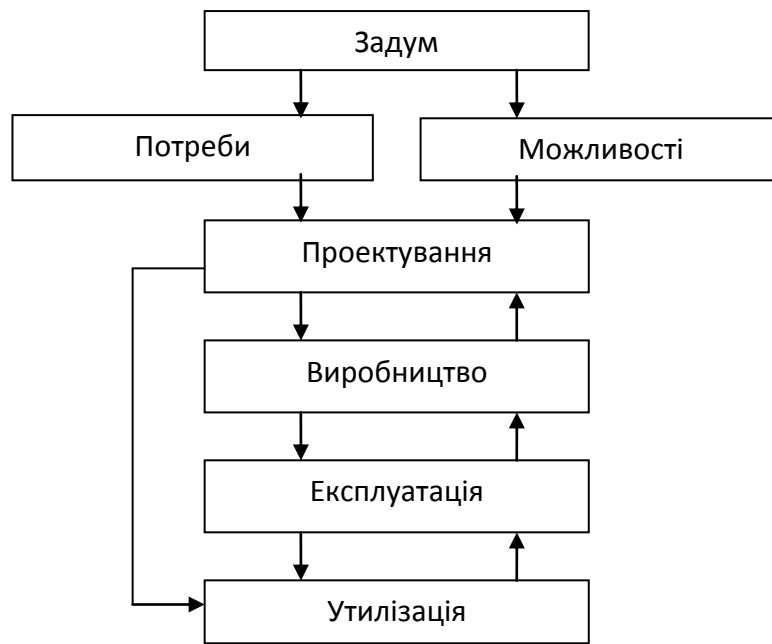 Задум
Потреби
Можливості
Проектування
Виробництво
Експлуатація
Утилізація